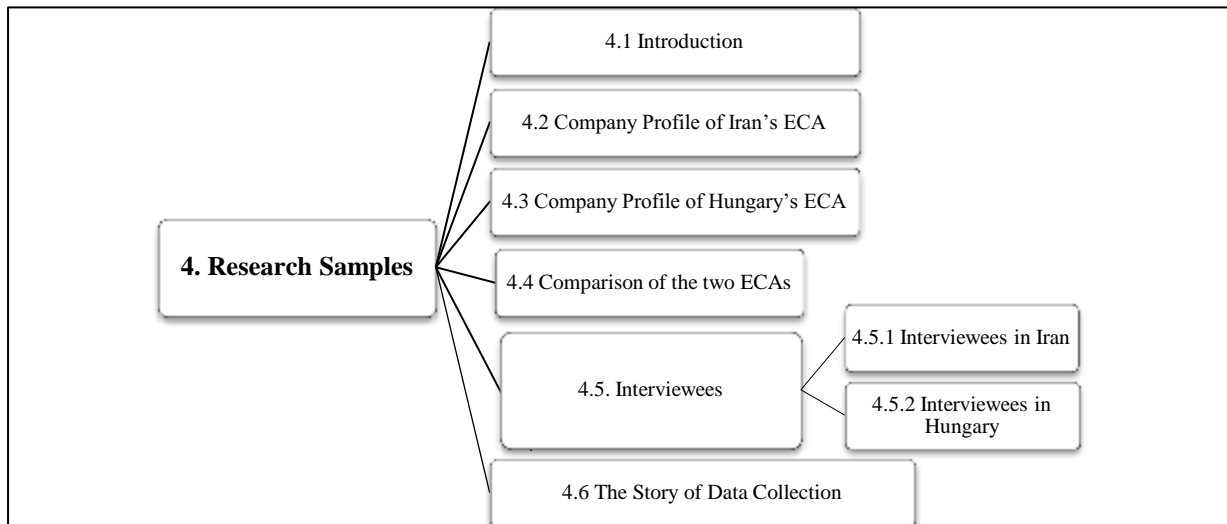 4.1 Introduction
4.2 Company Profile of Iran’s ECA
4.3 Company Profile of Hungary’s ECA
4. Research Samples
4.4 Comparison of the two ECAs
4.5. Interviewees
4.5.1 Interviewees in Iran
4.5.2 Interviewees in
Hungary
4.6 The Story of Data Collection